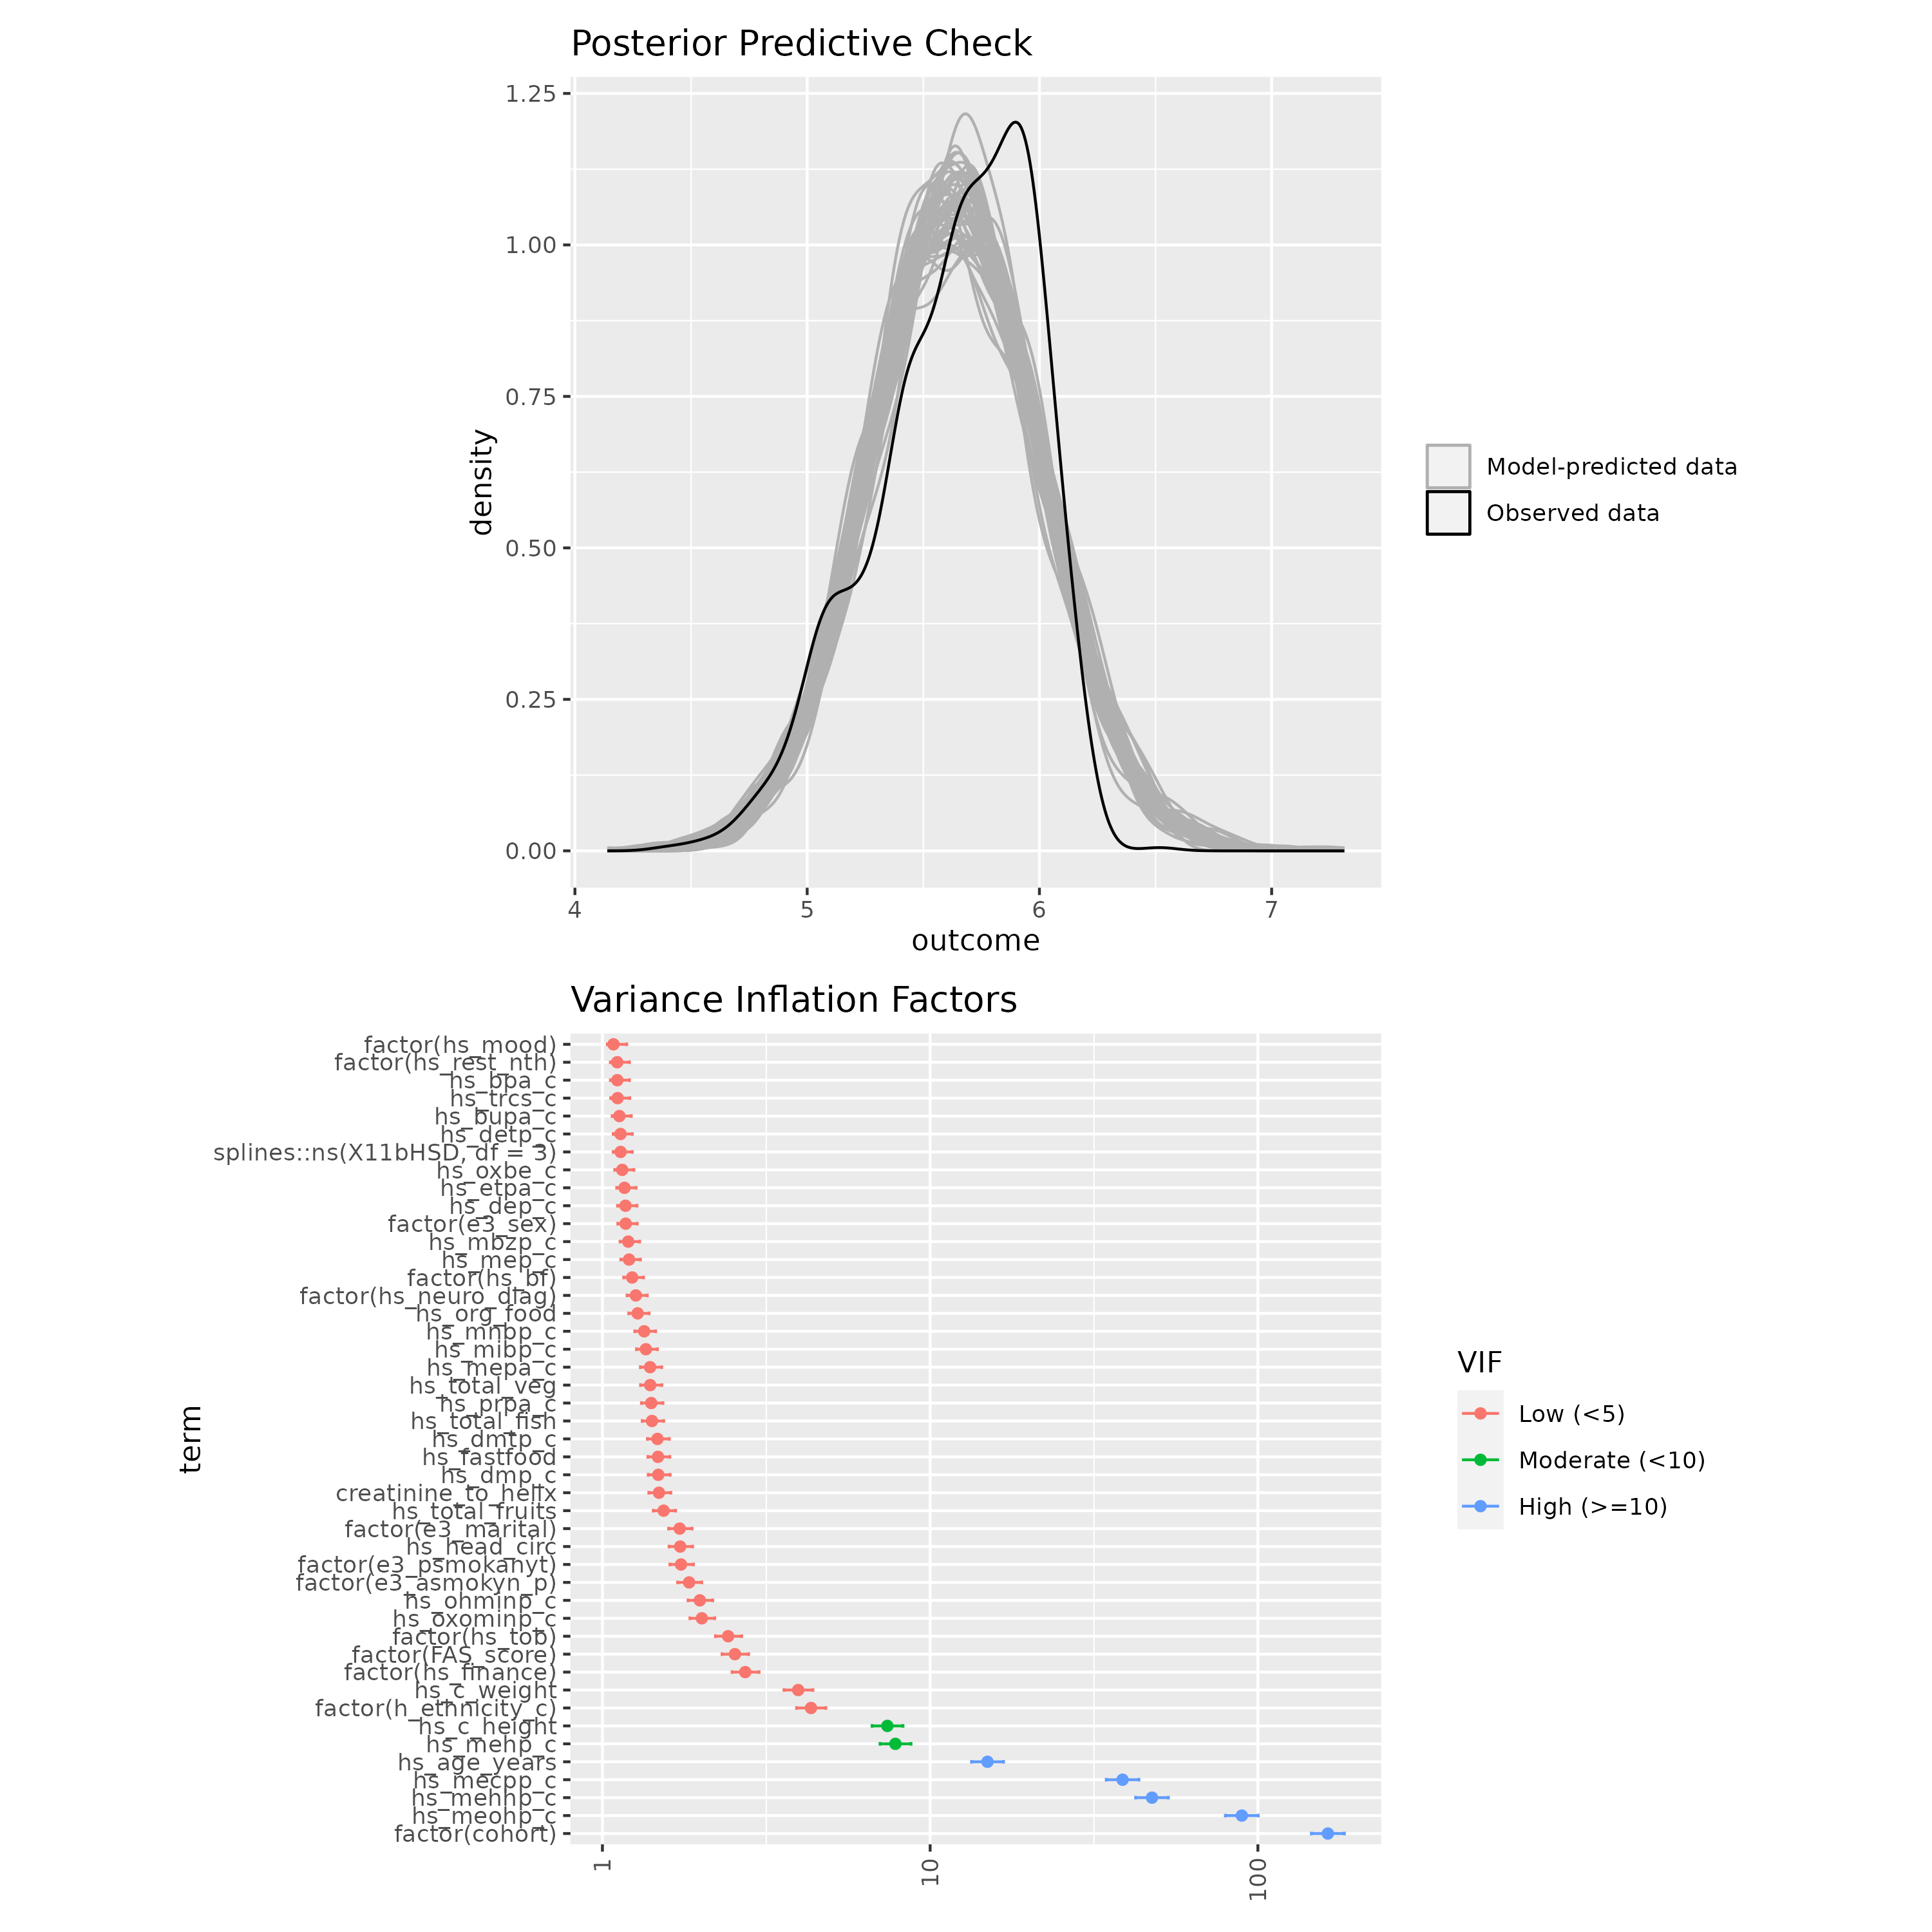 Posterior Predictive Check
1.25
1.00
0.75
0.50
0.25
0.00
density
4 5 6 7
outcome
Model-predicted data
Observed data
Variance Inflation Factors
factor(hs_mood)
factor(hs_rest_nth)
hs_bpa_c
hs_trcs_c
hs_bupa_c
hs_detp_c
splines::ns(X11bHSD, df = 3)
hs_oxbe_c
hs_etpa_c
hs_dep_c
factor(e3_sex)
hs_mbzp_c
hs_mep_c
factor(hs_bf)
factor(hs_neuro_diag)
hs_org_food
hs_mnbp_c
hs_mibp_c
hs_mepa_c
hs_total_veg
hs_prpa_c
hs_total_fish
hs_dmtp_c
hs_fastfood
hs_dmp_c
creatinine_to_helix
hs_total_fruits
factor(e3_marital)
hs_head_circ
factor(e3_psmokanyt)
factor(e3_asmokyn_p)
hs_ohminp_c
hs_oxominp_c
factor(hs_tob)
factor(FAS_score)
factor(hs_finance)
hs_c_weight
factor(h_ethnicity_c)
hs_c_height
hs_mehp_c
hs_age_years
hs_mecpp_c
hs_mehhp_c
hs_meohp_c
factor(cohort)
term
1 10 100
VIF
Low (<5)
Moderate (<10)
High (>=10)